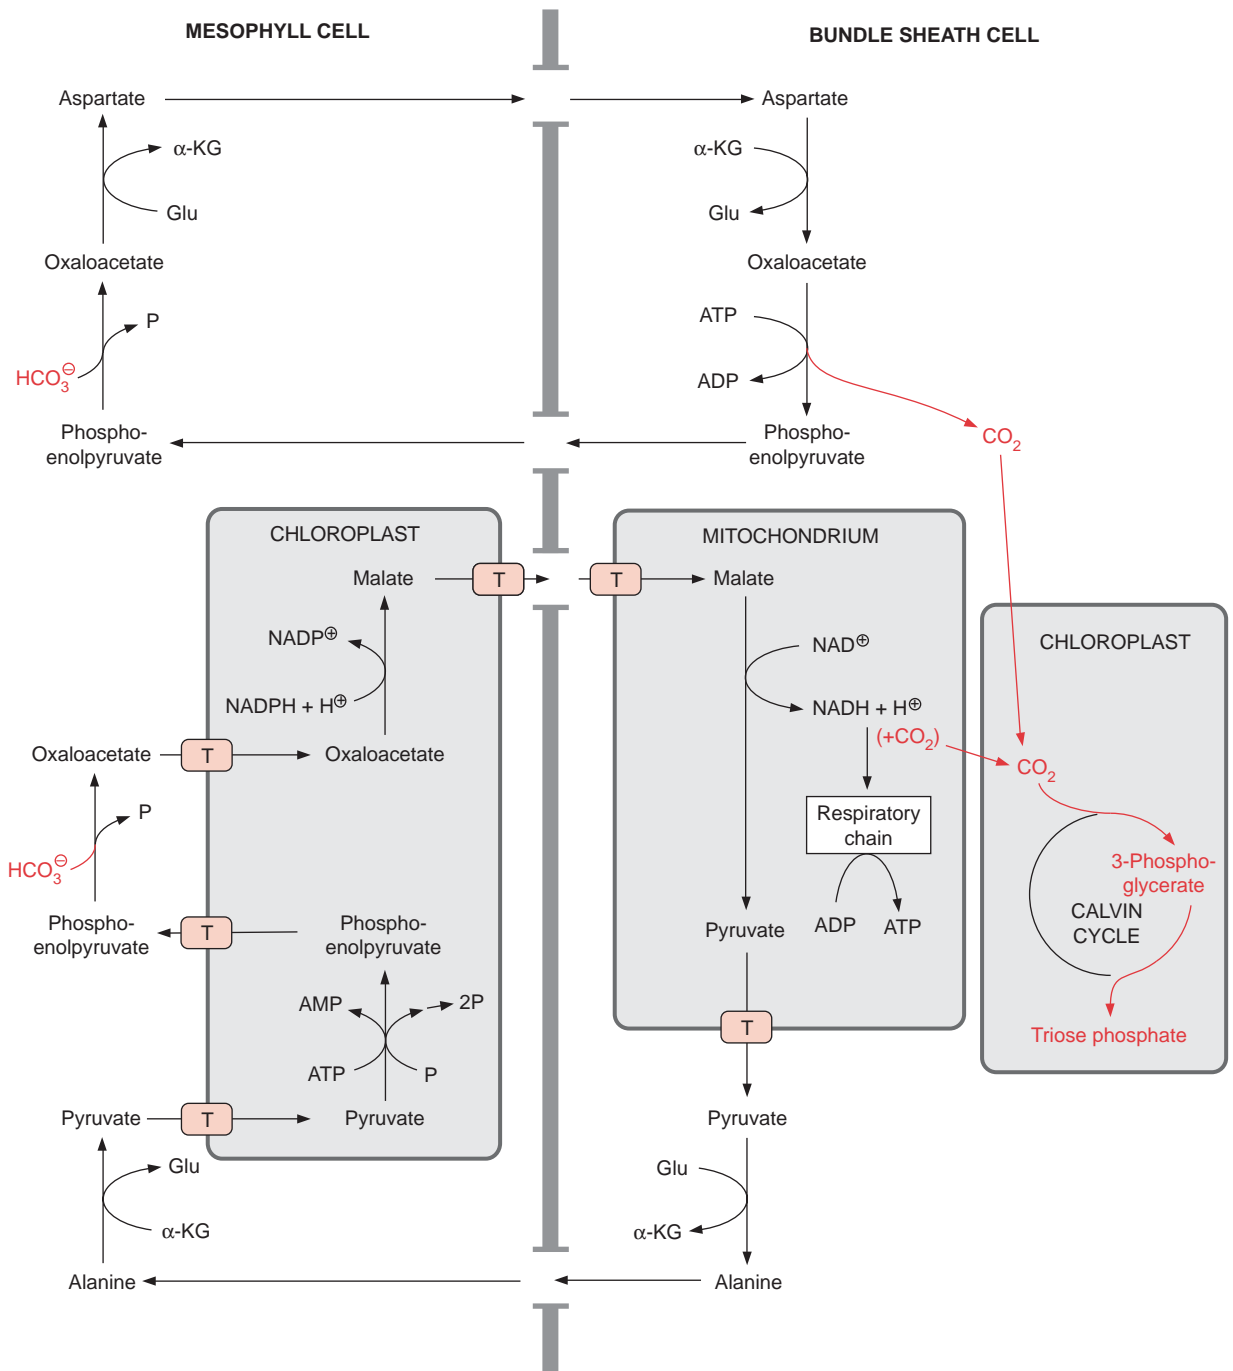 MESOPHYLL CELL
BUNDLE SHEATH CELL
Aspartate
Aspartate
α-KG
α-KG
Glu
Glu
Oxaloacetate
Oxaloacetate
P
ATP
HCO3⊖
ADP
Phospho-
enolpyruvate
Phospho-
enolpyruvate
CO2
CHLOROPLAST
MITOCHONDRIUM
Malate
T
T
Malate
CHLOROPLAST
NADP⊕
NAD⊕
NADPH + H⊕
NADH + H⊕
(+CO2)
Oxaloacetate
T
Oxaloacetate
CO2
P
Respiratory
chain
HCO3⊖
3-Phospho-
glycerate
Phospho-
enolpyruvate
T
Phospho-
enolpyruvate
Pyruvate
ADP
ATP
CALVIN
CYCLE
AMP
2P
T
Triose phosphate
ATP
P
Pyruvate
T
Pyruvate
Pyruvate
Glu
Glu
α-KG
α-KG
Alanine
Alanine